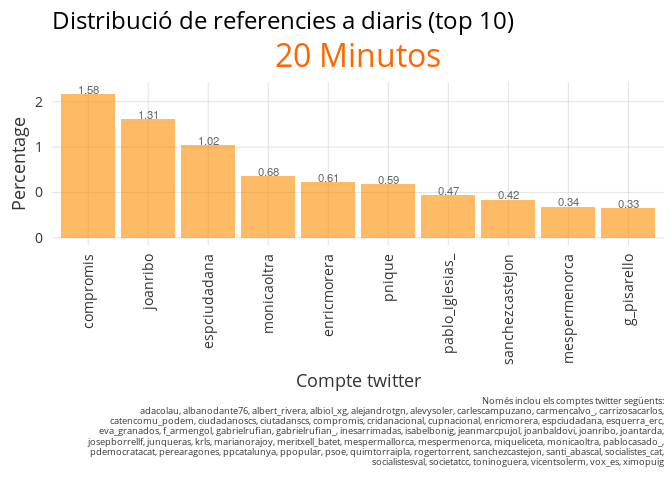 Distribució de referencies a diaris (top 10)
20 Minutos
Percentage
2
1
0
0
1.58
1.31
1.02
0.68
0.61
0.59
0.47
0.42
0.34
0.33
compromis
joanribo
espciudadana
monicaoltra
enricmorera
pnique
pablo_iglesias_
sanchezcastejon
mespermenorca
g_pisarello
Compte twitter
Només inclou els comptes twitter següents:
adacolau, albanodante76, albert_rivera, albiol_xg, alejandrotgn, alevysoler, carlescampuzano, carmencalvo_, carrizosacarlos,
catencomu_podem, ciudadanoscs, ciutadanscs, compromis, cridanacional, cupnacional, enricmorera, espciudadana, esquerra_erc,
eva_granados, f_armengol, gabrielrufian, gabrielrufian_, inesarrimadas, isabelbonig, jeanmarcpujol, joanbaldovi, joanribo, joantarda,
josepborrellf, junqueras, krls, marianorajoy, meritxell_batet, mespermallorca, mespermenorca, miqueliceta, monicaoltra, pablocasado_,
pdemocratacat, perearagones, ppcatalunya, ppopular, psoe, quimtorraipla, rogertorrent, sanchezcastejon, santi_abascal, socialistes_cat,
socialistesval, societatcc, toninoguera, vicentsolerm, vox_es, ximopuig